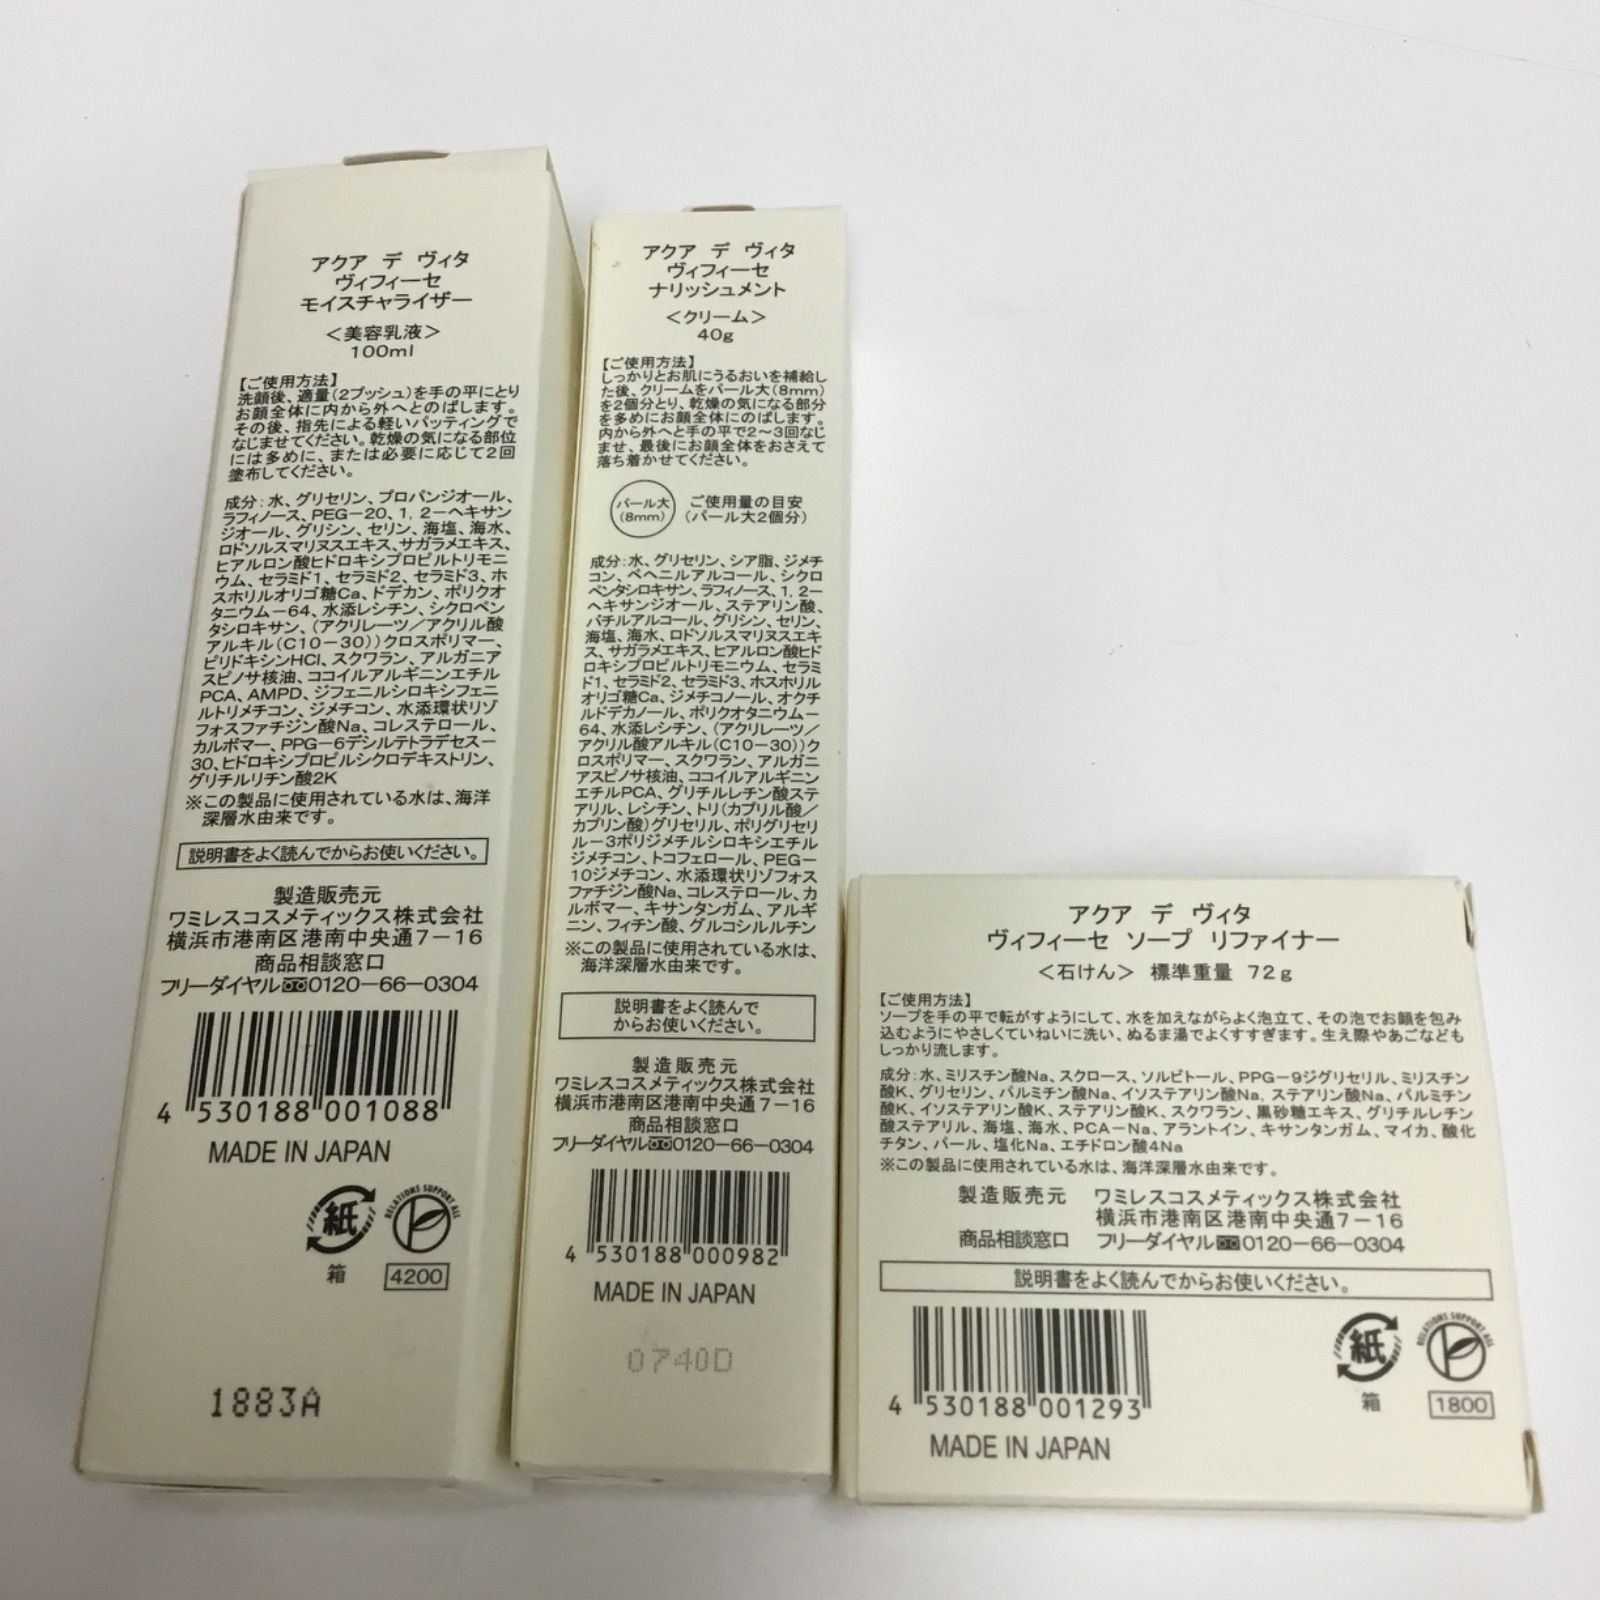 アクア デ ヴィタ
ヴィフィーセ
モイスチャライザー
＜美容乳液＞
100ml
【ご使用方法】
洗顔後、適量(2プッシュ)を手の平にとり
お顔全体に内から外へとのばします。
その後、指先による軽いパッティングで
なじませてください。乾燥の気になる部位
には多めに、または必要に応じて2回
塗布してください。
成分：水、グリセリン、プロパンジオール、
ラフィノース、PEG－20、1，2－ヘキサン
ジオール、グリシン、セリン、海塩、海水、
ロドソルスマリヌスエキス、サガラメエキス、
ヒアルロン酸ヒドロキシプロピルトリモニ
ウム、セラミド1、セラミド2、セラミド3、ホ
スホリルオリゴ糖Ca、ドデカン、ポリクオ
タニウム－64、水添レシチン、シクロペン
タシロキサン、(アクリレーツ／アクリル酸
アルキル(C10－30))クロスポリマー、
ピリドキシンHCl、スクワラン、アルガニア
スピノサ核油、ココイルアルギニンエチル
PCA、AMPD、ジフェニルシロキシフェニ
ルトリメチコン、ジメチコン、水添環状リゾ
フォスファチジン酸Na、コレステロール、
カルボマー、PPG－6デシルテトラデセス－
30、ヒドロキシプロピルシクロデキストリン、
グリチルリチン酸2K
※この製品に使用されている水は、海洋
深層水由来です。
説明書をよく読んでからお使いください。
製造販売元
ワミレスコスメティックス株式会社
横浜市港南区港南中央通7－16
商品相談窓口
フリーダイヤル0120－66－0304
4 530188 001088
MADE IN JAPAN
紙
箱
RELATIONS SUPPORT ALL
4200
1883A
アクア デ ヴィタ
ヴィフィーセ
ナリッシュメント
＜クリーム＞
40g
【ご使用方法】
しっかりとお肌にうるおいを補給し
た後、クリームをパール大(8mm)
を2個分とり、乾燥の気になる部分
を多めにお顔全体にのばします。
内から外へと手の平で2～3回なじ
ませ、最後にお顔全体をおさえて
落ち着かせてください。
パール大
(8mm)
ご使用量の目安
(パール大2個分)
成分：水、グリセリン、シア脂、ジメチ
コン、ベヘニルアルコール、シクロ
ペンタシロキサン、ラフィノース、1，2－
ヘキサンジオール、ステアリン酸、
バチルアルコール、グリシン、セリン、
海塩、海水、ロドソルスマリヌスエキ
ス、サガラメエキス、ヒアルロン酸ヒド
ロキシプロピルトリモニウム、セラミ
ド1、セラミド2、セラミド3、ホスホリル
オリゴ糖Ca、ジメチコノール、オクチ
ルドデカノール、ポリクオタニウム－
64、水添レシチン、(アクリレーツ／
アクリル酸アルキル(C10－30))ク
ロスポリマー、スクワラン、アルガニ
アスピノサ核油、ココイルアルギニン
エチルPCA、グリチルレチン酸ステ
アリル、レシチン、トリ(カプリル酸／
カプリン酸)グリセリル、ポリグリセリ
ル－3ポリジメチルシロキシエチル
ジメチコン、トコフェロール、PEG－
10ジメチコン、水添環状リゾフォス
ファチジン酸Na、コレステロール、カ
ルボマー、キサンタンガム、アルギ
ニン、フィチン酸、グルコシルルチン
※この製品に使用されている水は、
海洋深層水由来です。
説明書をよく読んで
からお使いください。
製造販売元
ワミレスコスメティックス株式会社
横浜市港南区港南中央通7－16
商品相談窓口
フリーダイヤル0120－66－0304
4 530188 000982
MADE IN JAPAN
0740D
アクア デ ヴィタ
ヴィフィーセ ソープ リファイナー
＜石けん＞ 標準重量 72g
【ご使用方法】
ソープを手の平で転がすようにして、水を加えながらよく泡立て、その泡でお顔を包み
込むようにやさしくていねいに洗い、ぬるま湯でよくすすぎます。生え際やあごなども
しっかり流します。
成分：水、ミリスチン酸Na、スクロース、ソルビトール、PPG－9ジグリセリル、ミリスチン
酸K、グリセリン、パルミチン酸Na、イソステアリン酸Na、ステアリン酸Na、パルミチン
酸K、イソステアリン酸K、ステアリン酸K、スクワラン、黒砂糖エキス、グリチルレチン
酸ステアリル、海塩、海水、PCA－Na、アラントイン、キサンタンガム、マイカ、酸化
チタン、パール、塩化Na、エチドロン酸4Na
※この製品に使用されている水は、海洋深層水由来です。
製造販売元 ワミレスコスメティックス株式会社
横浜市港南区港南中央通7－16
商品相談窓口 フリーダイヤル0120－66－0304
説明書をよく読んでからお使いください。
4 530188 001293
MADE IN JAPAN
紙
箱
RELATIONS SUPPORT ALL
1800